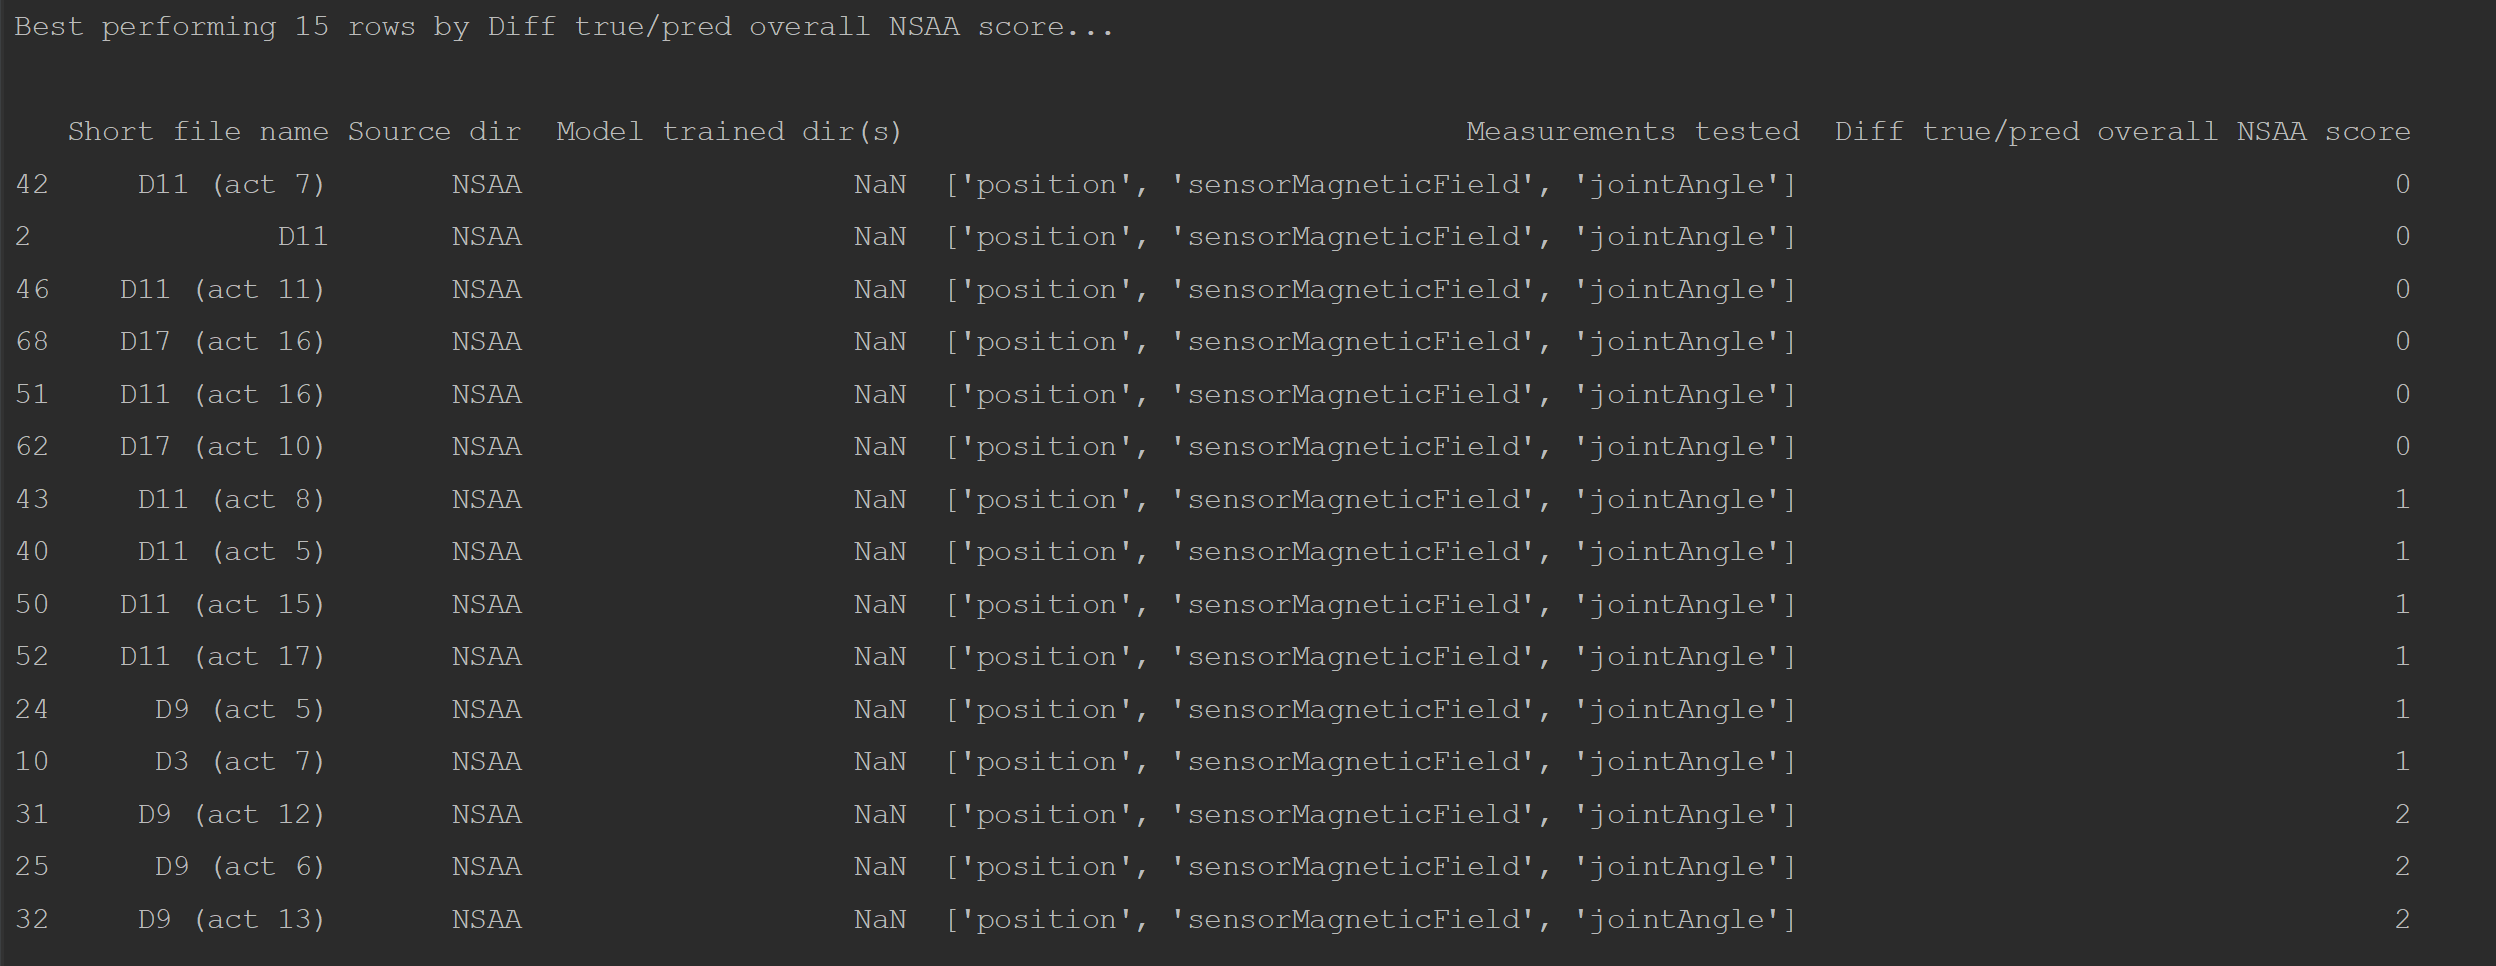 Best performing 15 rows by Diff true/pred overall NSAA score...
Short file name Source dir  Model trained dir(s)  Measurements tested  Diff true/pred overall NSAA score
42  D11 (act 7)  NSAA  NaN  ['position', 'sensorMagneticField', 'jointAngle']  0
2  D11  NSAA  NaN  ['position', 'sensorMagneticField', 'jointAngle']  0
46  D11 (act 11)  NSAA  NaN  ['position', 'sensorMagneticField', 'jointAngle']  0
68  D17 (act 16)  NSAA  NaN  ['position', 'sensorMagneticField', 'jointAngle']  0
51  D11 (act 16)  NSAA  NaN  ['position', 'sensorMagneticField', 'jointAngle']  0
62  D17 (act 10)  NSAA  NaN  ['position', 'sensorMagneticField', 'jointAngle']  0
43  D11 (act 8)  NSAA  NaN  ['position', 'sensorMagneticField', 'jointAngle']  1
40  D11 (act 5)  NSAA  NaN  ['position', 'sensorMagneticField', 'jointAngle']  1
50  D11 (act 15)  NSAA  NaN  ['position', 'sensorMagneticField', 'jointAngle']  1
52  D11 (act 17)  NSAA  NaN  ['position', 'sensorMagneticField', 'jointAngle']  1
24  D9 (act 5)  NSAA  NaN  ['position', 'sensorMagneticField', 'jointAngle']  1
10  D3 (act 7)  NSAA  NaN  ['position', 'sensorMagneticField', 'jointAngle']  1
31  D9 (act 12)  NSAA  NaN  ['position', 'sensorMagneticField', 'jointAngle']  2
25  D9 (act 6)  NSAA  NaN  ['position', 'sensorMagneticField', 'jointAngle']  2
32  D9 (act 13)  NSAA  NaN  ['position', 'sensorMagneticField', 'jointAngle']  2